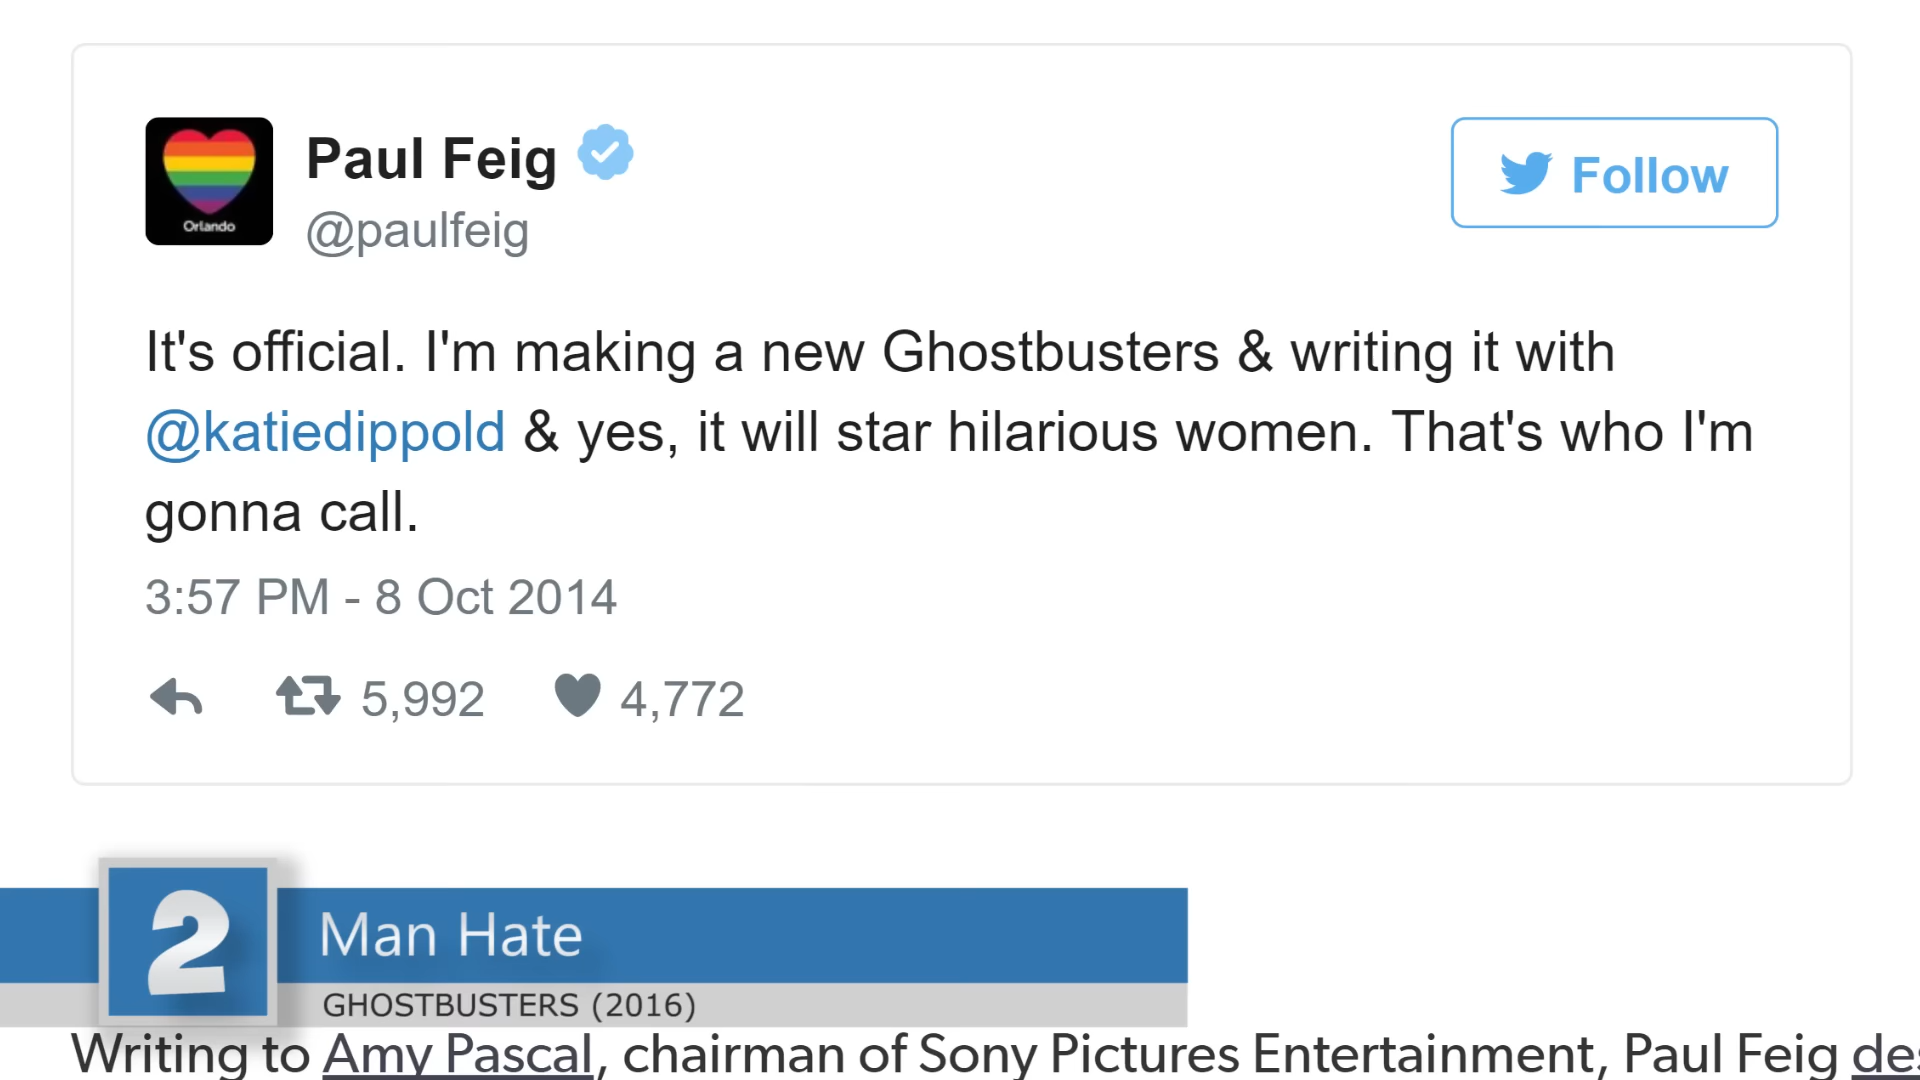 Orlando
Paul Feig
@paulfeig
Follow
It's official. I'm making a new Ghostbusters & writing it with
@katiedippold & yes, it will star hilarious women. That's who I'm
gonna call.
3:57 PM - 8 Oct 2014
5,992 4,772
2
Man Hate
GHOSTBUSTERS (2016)
Writing to Amy Pascal, chairman of Sony Pictures Entertainment, Paul Feig